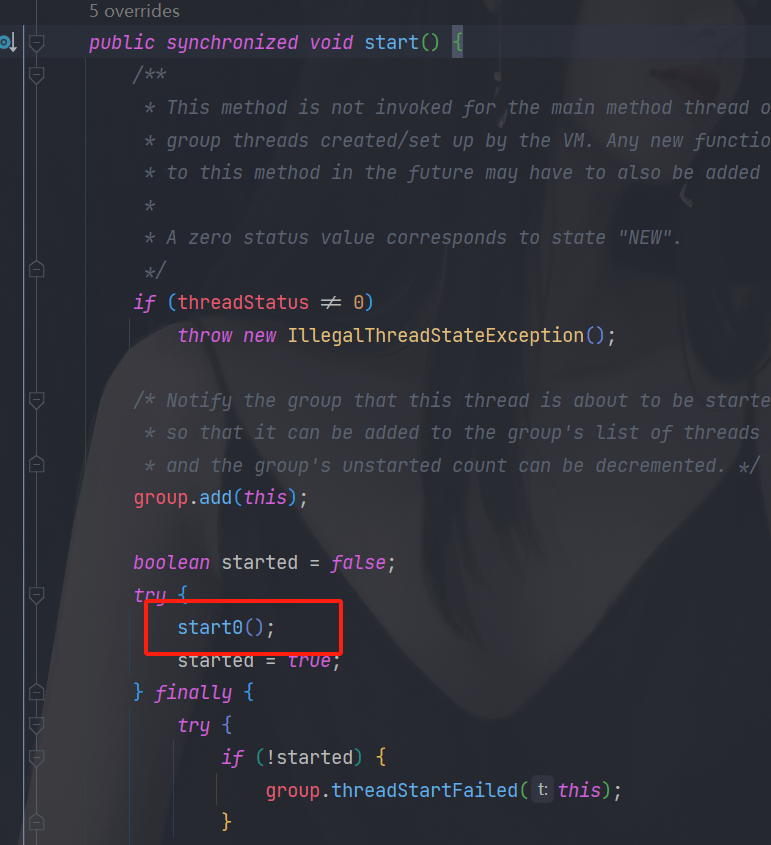 5 overrides
public synchronized void start() {
/**
* This method is not invoked for the main method thread o
* group threads created/set up by the VM. Any new functio
* to this method in the future may have to also be added
*
* A zero status value corresponds to state "NEW".
*/
if (threadStatus ≠ 0)
throw new IllegalThreadStateException();
/* Notify the group that this thread is about to be starte
* so that it can be added to the group's list of threads
* and the group's unstarted count can be decremented. */
group.add(this);
boolean started = false;
try {
start0();
started = true;
} finally {
try {
if (!started) {
group.threadStartFailed( t: this);
}